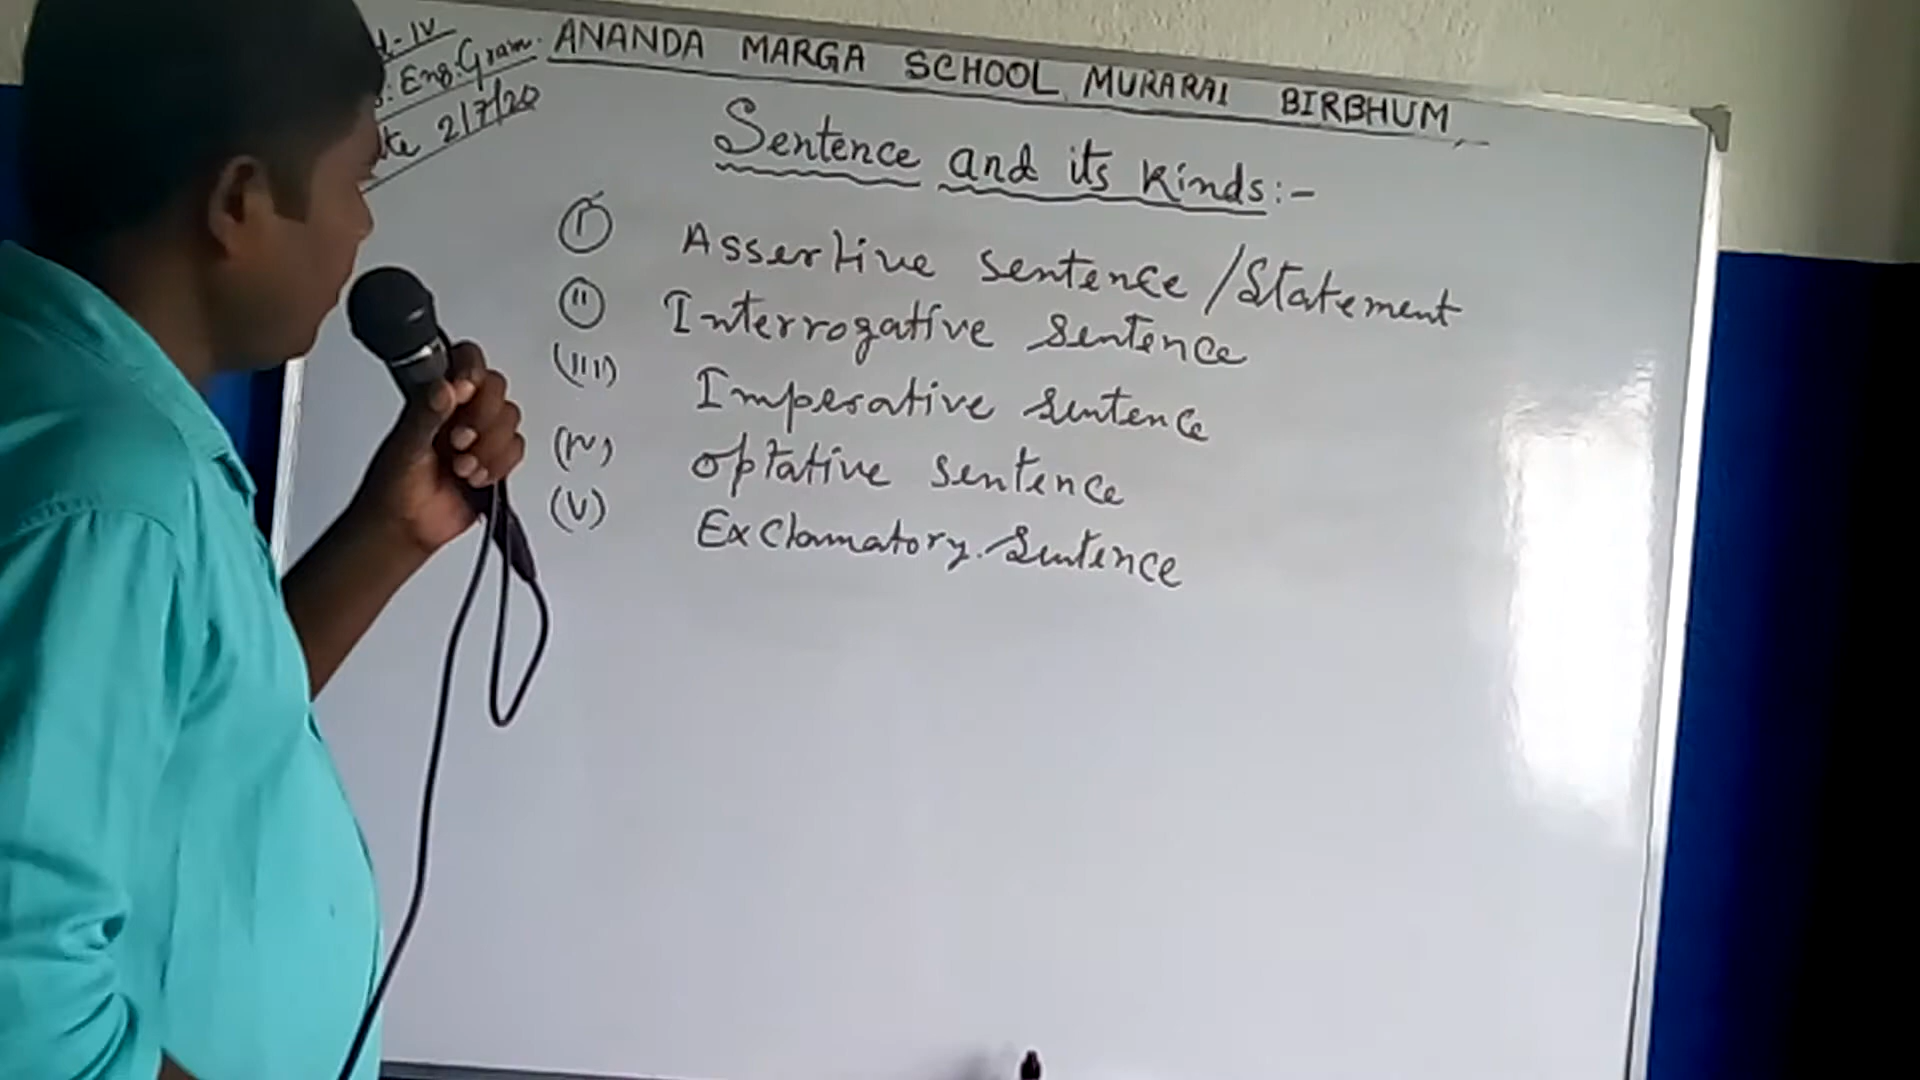 IV
Eng. Gram.
2/7/20
ANANDA MARGA SCHOOL MURARAI BIRBHUM
Sentence and its Kinds:-
(I) Assertive sentence/Statement
(II) Interrogative sentence
(III) Imperative sentence
(IV) Optative sentence
(V) Exclamatory. Sentence